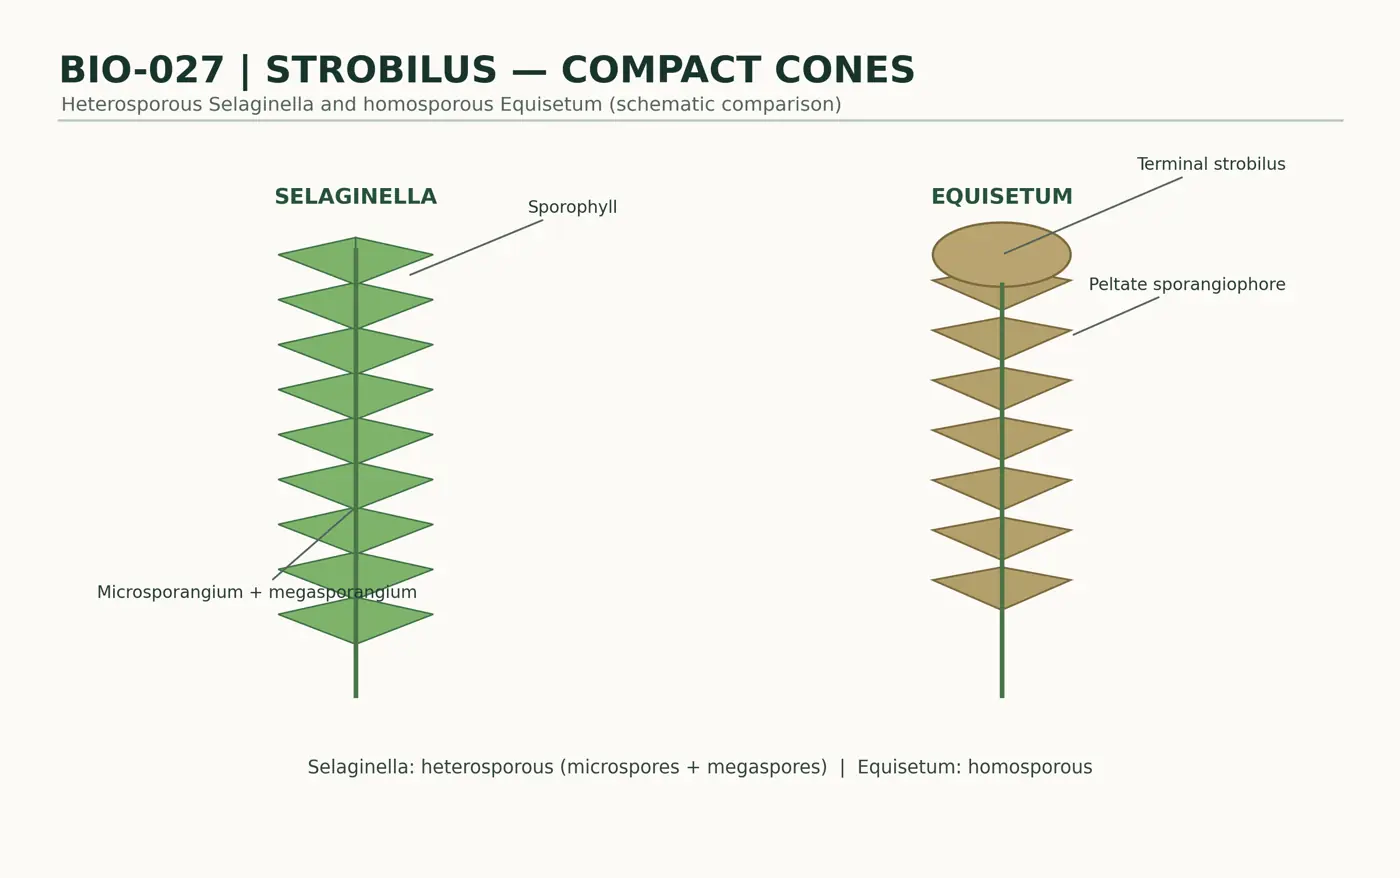 BIO-027 | STROBILUS — COMPACT CONES
Heterosporous Selaginella and homosporous Equisetum (schematic comparison)
Terminal strobilus
SELAGINELLA
EQUISETUM
Sporophyll
Peltate sporangiophore
Microsporangium + megasporangium
Selaginella: heterosporous (microspores + megaspores) | Equisetum: homosporous